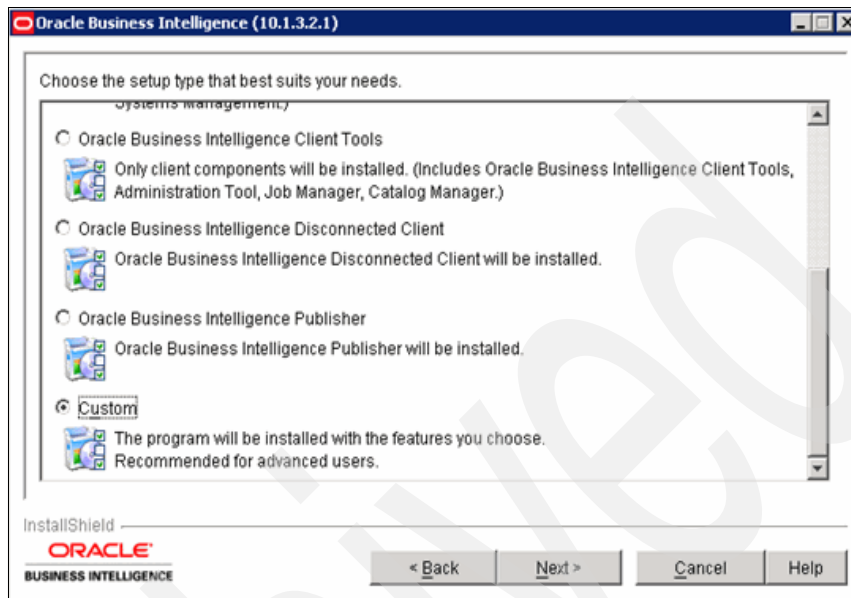 Oracle Business Intelligence (10.1.3.2.1)
Choose the setup type that best suits your needs.
Systems Management.)
Oracle Business Intelligence Client Tools
Only client components will be installed. (Includes Oracle Business Intelligence Client Tools,
Administration Tool, Job Manager, Catalog Manager.)
Oracle Business Intelligence Disconnected Client
Oracle Business Intelligence Disconnected Client will be installed.
Oracle Business Intelligence Publisher
Oracle Business Intelligence Publisher will be installed.
Custom
The program will be installed with the features you choose.
Recommended for advanced users.
InstallShield
ORACLE
BUSINESS INTELLIGENCE
< Back
Next >
Cancel
Help